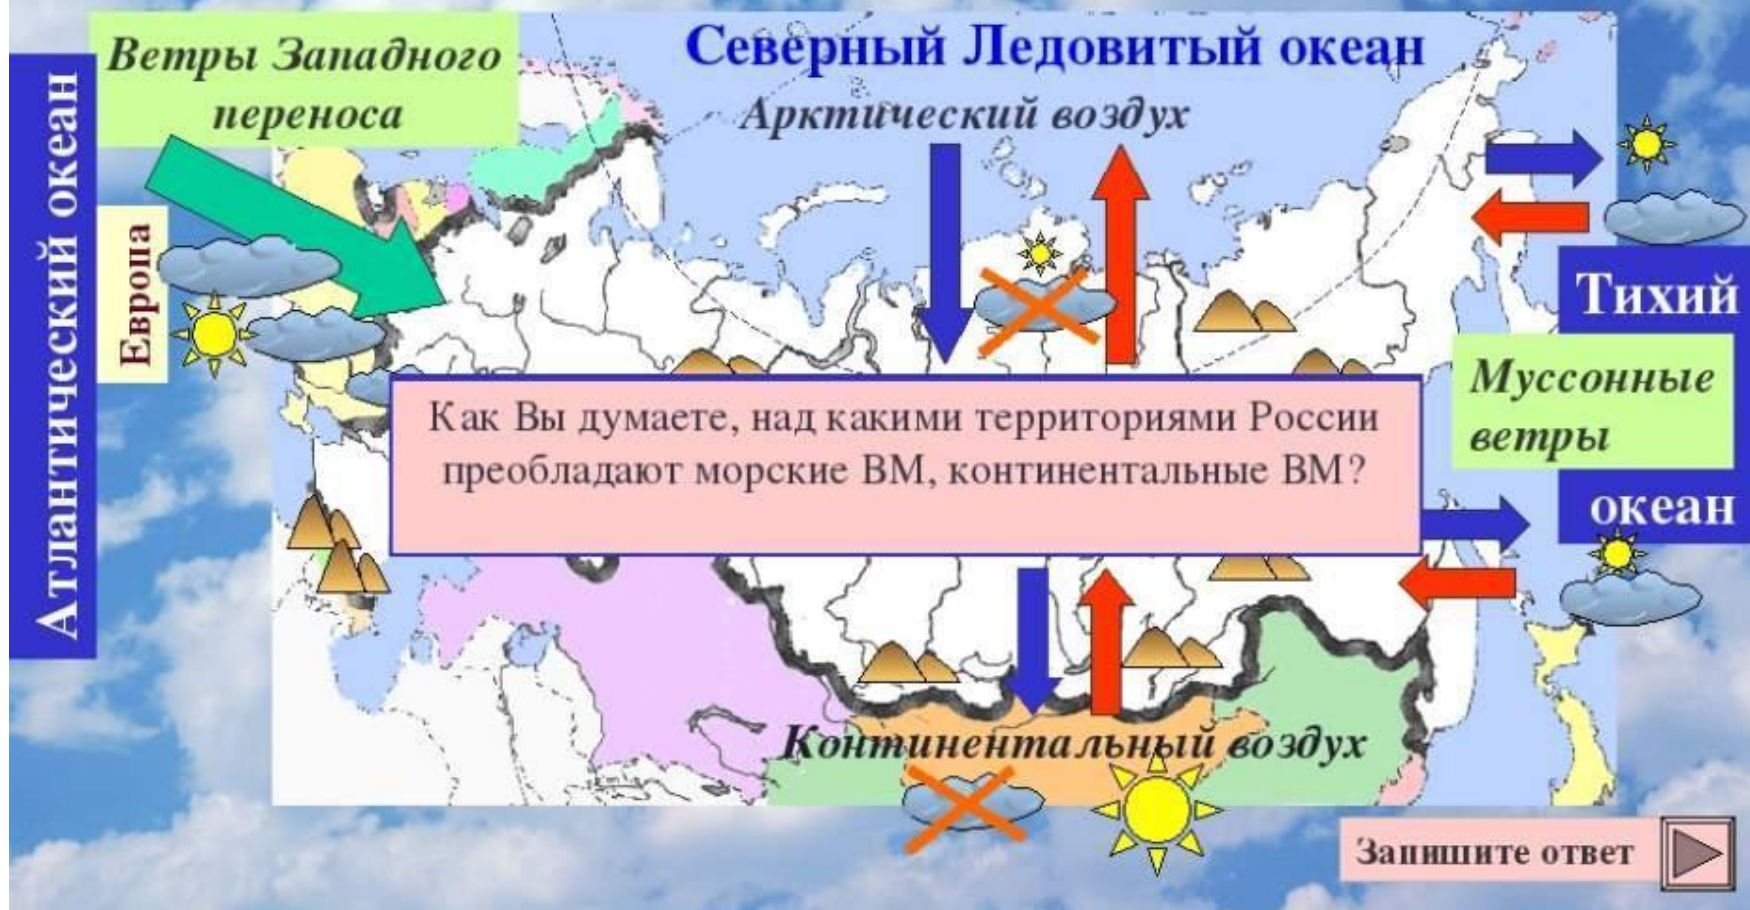 Ветры Западного
переноса
Северный Ледовитый океан
Арктический воздух
Атлантический океан
Европа
Тихий
Муссонные
ветры
океан
Как Вы думаете, над какими территориями России
преобладают морские ВМ, континентальные ВМ?
Континентальный воздух
Запишите ответ